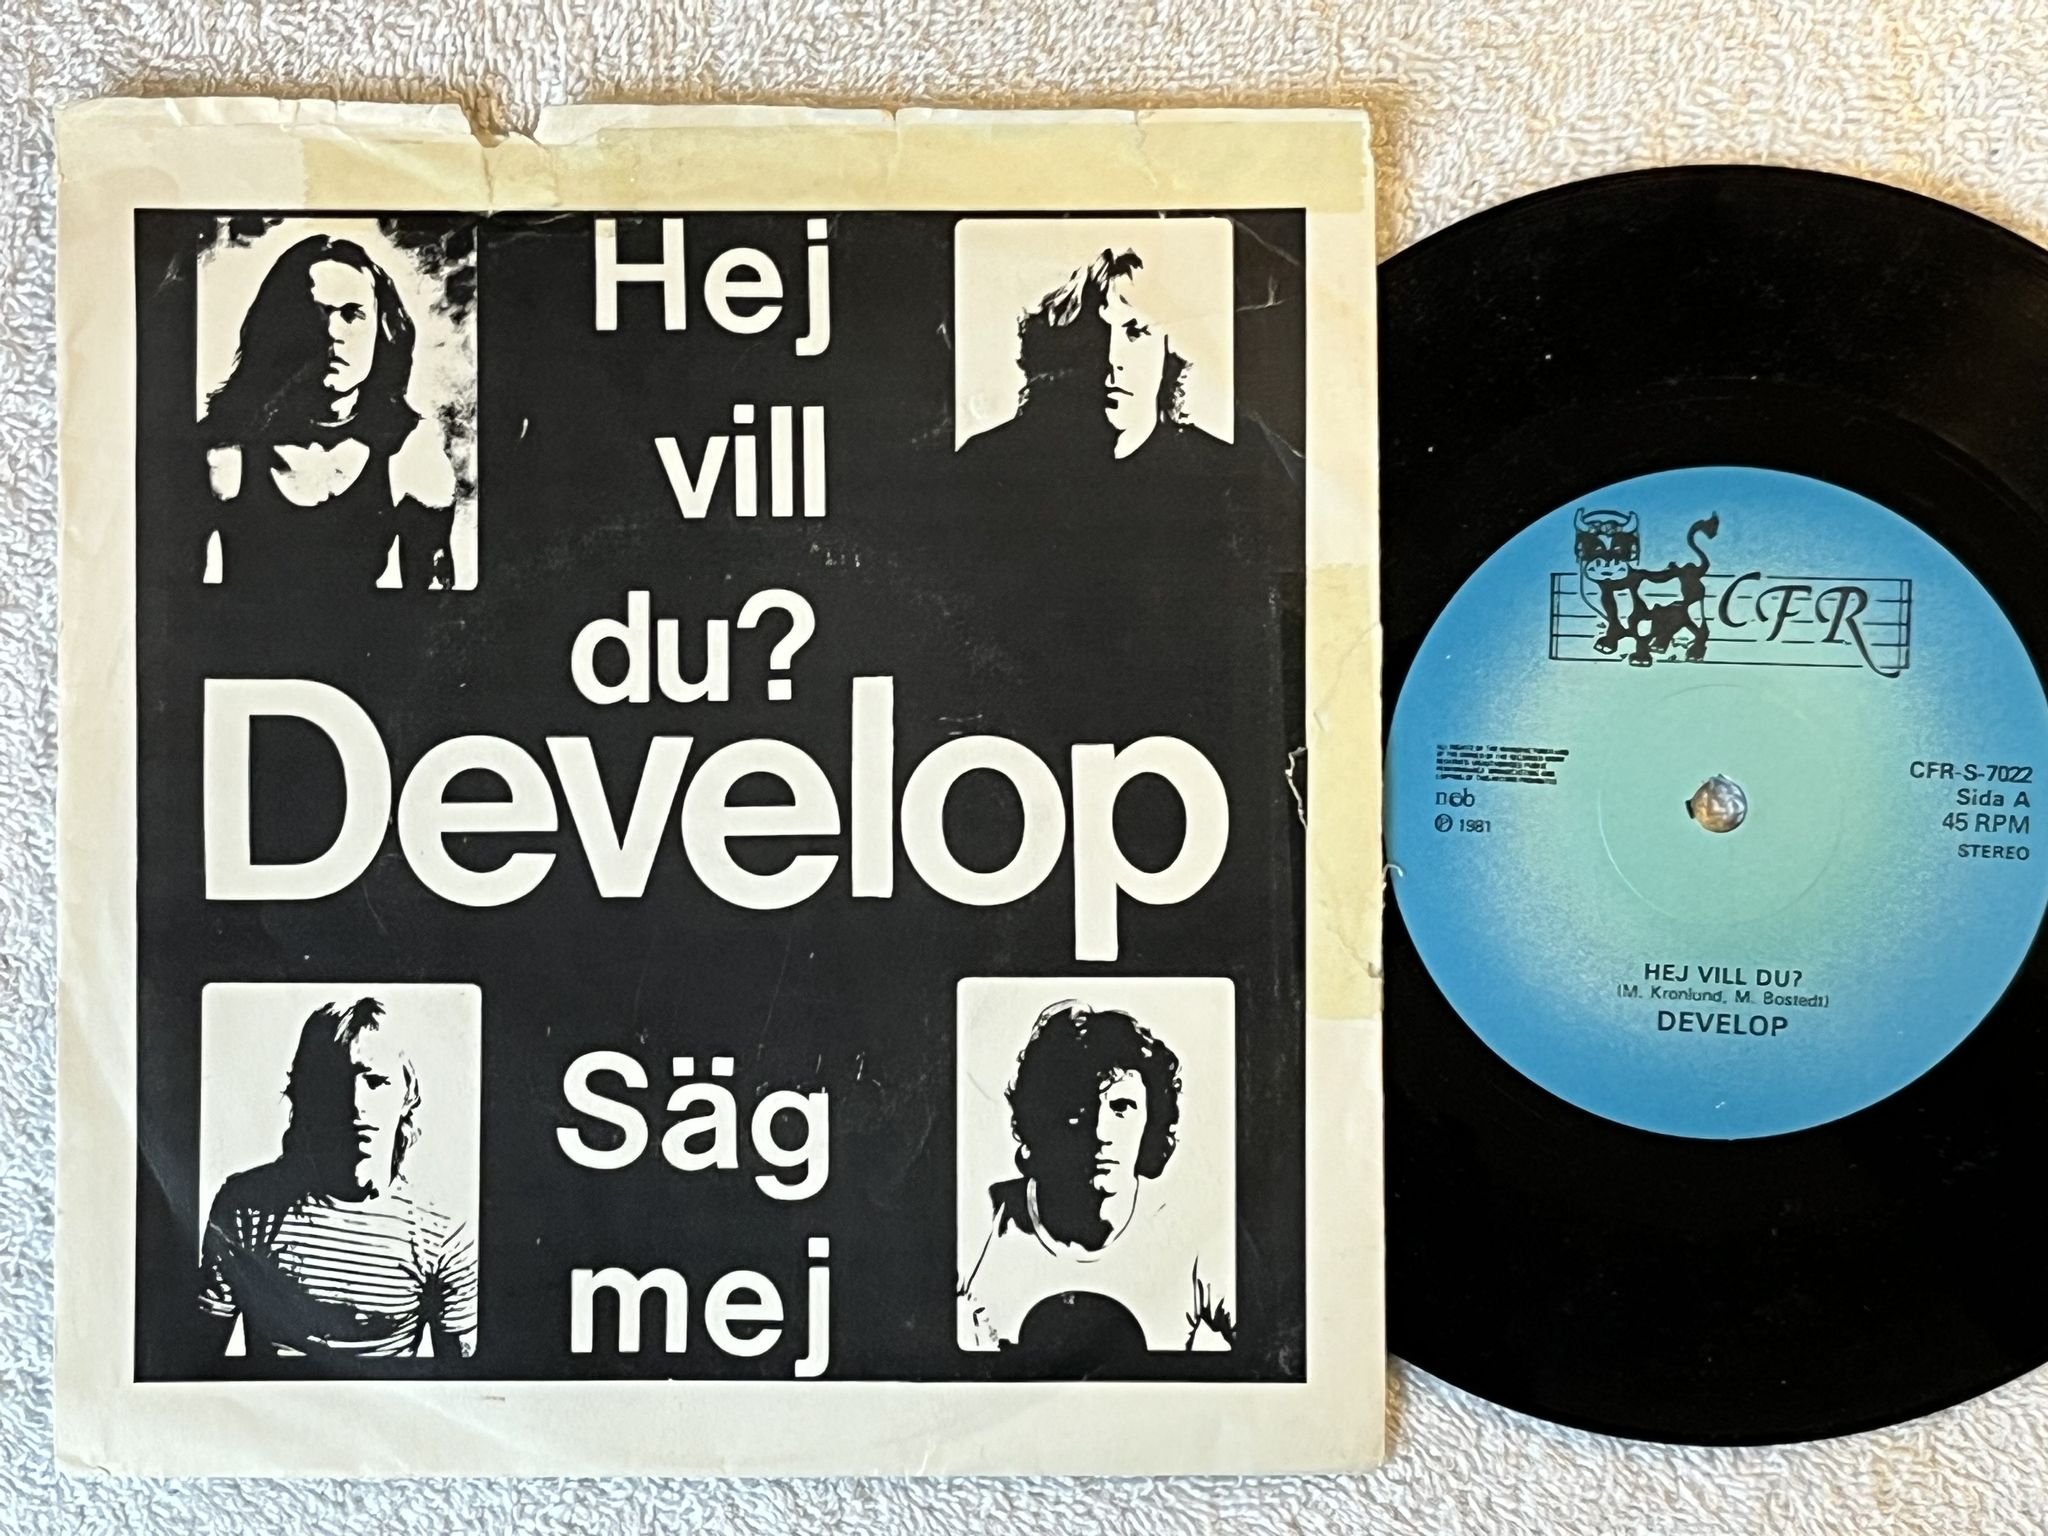 Hej
vill
du?
Develop
Säg
mej
CFR
ncb
Ⓟ 1981
CFR-S-7022
Sida A
45 RPM
STEREO
HEJ VILL DU?
(M. Kronlund, M. Bostedt)
DEVELOP